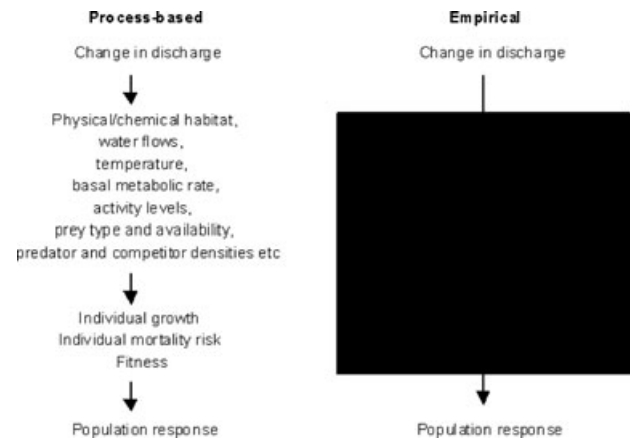 Process-based
Change in discharge
Physical/chemical habitat,
water flows,
temperature,
basal metabolic rate,
activity levels,
prey type and availability,
predator and competitor densities etc
Individual growth
Individual mortality risk
Fitness
Population response
Empirical
Change in discharge
Population response